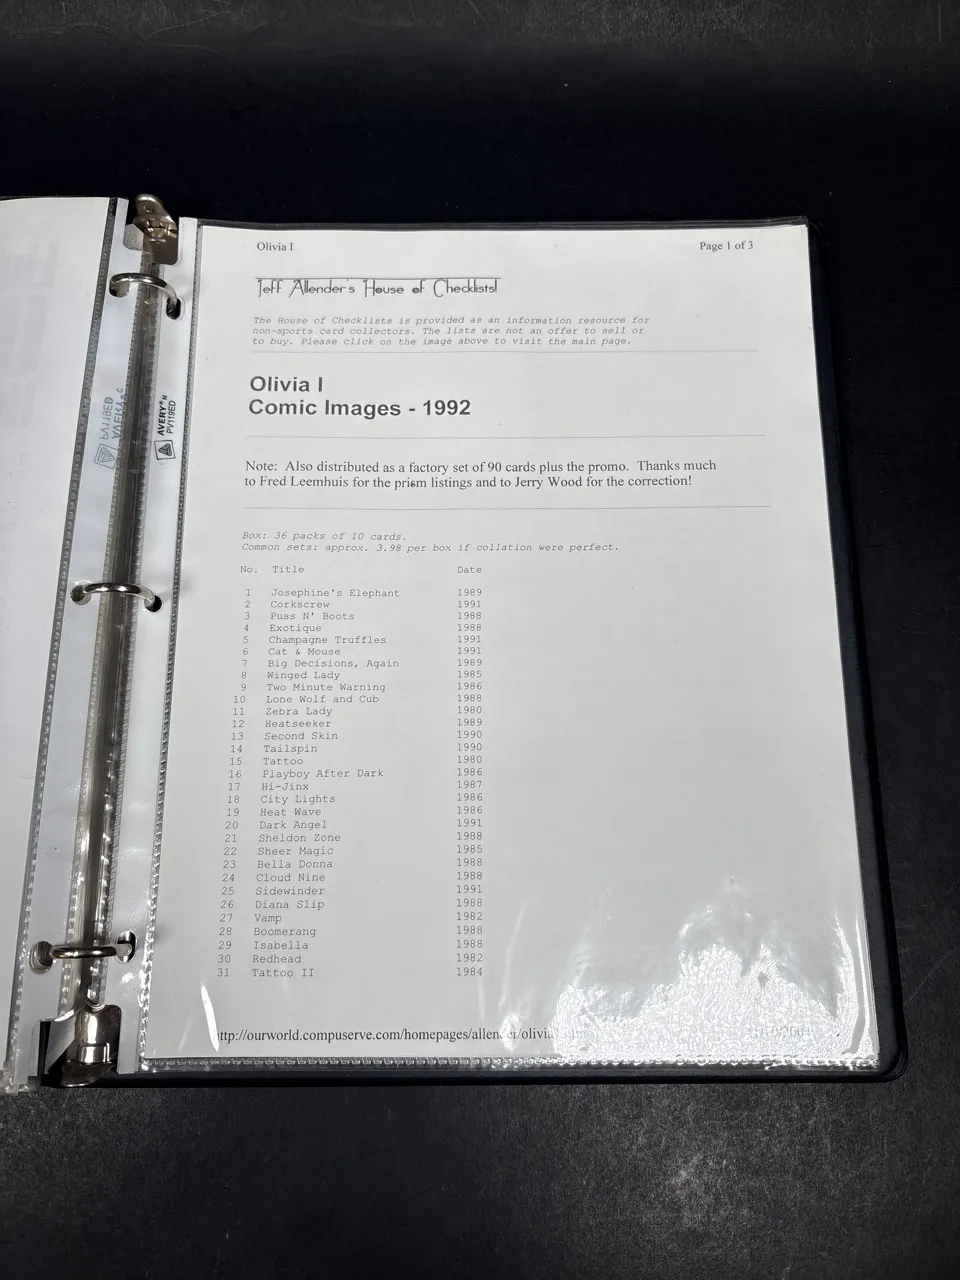 Olivia I Page 1 of 3
Jeff Allender's House of Checklists!
The House of Checklists is provided as an information resource for
non-sports card collectors. The lists are not an offer to sell or
to buy. Please click on the image above to visit the main page.
Olivia I
Comic Images - 1992
Note: Also distributed as a factory set of 90 cards plus the promo. Thanks much
to Fred Leemhuis for the prism listings and to Jerry Wood for the correction!
Box: 36 packs of 10 cards.
Common sets: approx. 3.98 per box if collation were perfect.
No. Title Date
1 Josephine's Elephant 1989
2 Corkscrew 1991
3 Puss N' Boots 1988
4 Exotique 1988
5 Champagne Truffles 1991
6 Cat & Mouse 1991
7 Big Decisions, Again 1989
8 Winged Lady 1985
9 Two Minute Warning 1986
10 Lone Wolf and Cub 1988
11 Zebra Lady 1980
12 Heatseeker 1989
13 Second Skin 1990
14 Tailspin 1990
15 Tattoo 1980
16 Playboy After Dark 1986
17 Hi-Jinx 1987
18 City Lights 1986
19 Heat Wave 1986
20 Dark Angel 1991
21 Sheldon Zone 1988
22 Sheer Magic 1985
23 Bella Donna 1988
24 Cloud Nine 1988
25 Sidewinder 1991
26 Diana Slip 1988
27 Vamp 1982
28 Boomerang 1988
29 Isabella 1988
30 Redhead 1982
31 Tattoo II 1984
http://ourworld.compuserve.com/homepages/allender/olivia
AVERY
PV119ED